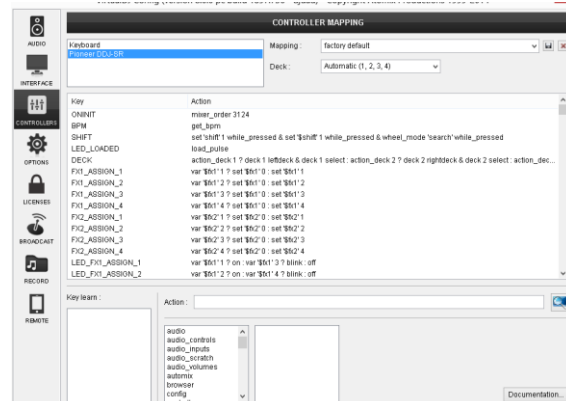 CONTROLLER MAPPING
AUDIO
INTERFACE
CONTROLLERS
OPTIONS
LICENSES
BROADCAST
RECORD
REMOTE
Keyboard
Pioneer DDJ-SR
Mapping : factory default
Deck : Automatic (1, 2, 3, 4)
Key Action
ONINIT mixer_order 3124
BPM get_bpm
SHIFT set 'shift' 1 while_pressed & set '$shift' 1 while_pressed & wheel_mode 'search' while_pressed
LED_LOADED load_pulse
DECK action_deck 1 ? deck 1 leftdeck & deck 1 select : action_deck 2 ? deck 2 rightdeck & deck 2 select : action_dec...
FX1_ASSIGN_1 var '$fx1' 1 ? set '$fx1' 0 : set '$fx1' 1
FX1_ASSIGN_2 var '$fx1' 2 ? set '$fx1' 0 : set '$fx1' 2
FX1_ASSIGN_3 var '$fx1' 3 ? set '$fx1' 0 : set '$fx1' 3
FX1_ASSIGN_4 var '$fx1' 4 ? set '$fx1' 0 : set '$fx1' 4
FX2_ASSIGN_1 var '$fx2' 1 ? set '$fx2' 0 : set '$fx2' 1
FX2_ASSIGN_2 var '$fx2' 2 ? set '$fx2' 0 : set '$fx2' 2
FX2_ASSIGN_3 var '$fx2' 3 ? set '$fx2' 0 : set '$fx2' 3
FX2_ASSIGN_4 var '$fx2' 4 ? set '$fx2' 0 : set '$fx2' 4
LED_FX1_ASSIGN_1 var '$fx1' 1 ? on : var '$fx1' 3 ? blink : off
LED_FX1_ASSIGN_2 var '$fx1' 2 ? on : var '$fx1' 4 ? blink : off
Key learn :
Action :
audio
audio_controls
audio_inputs
audio_scratch
audio_volumes
automix
browser
config
Documentation...